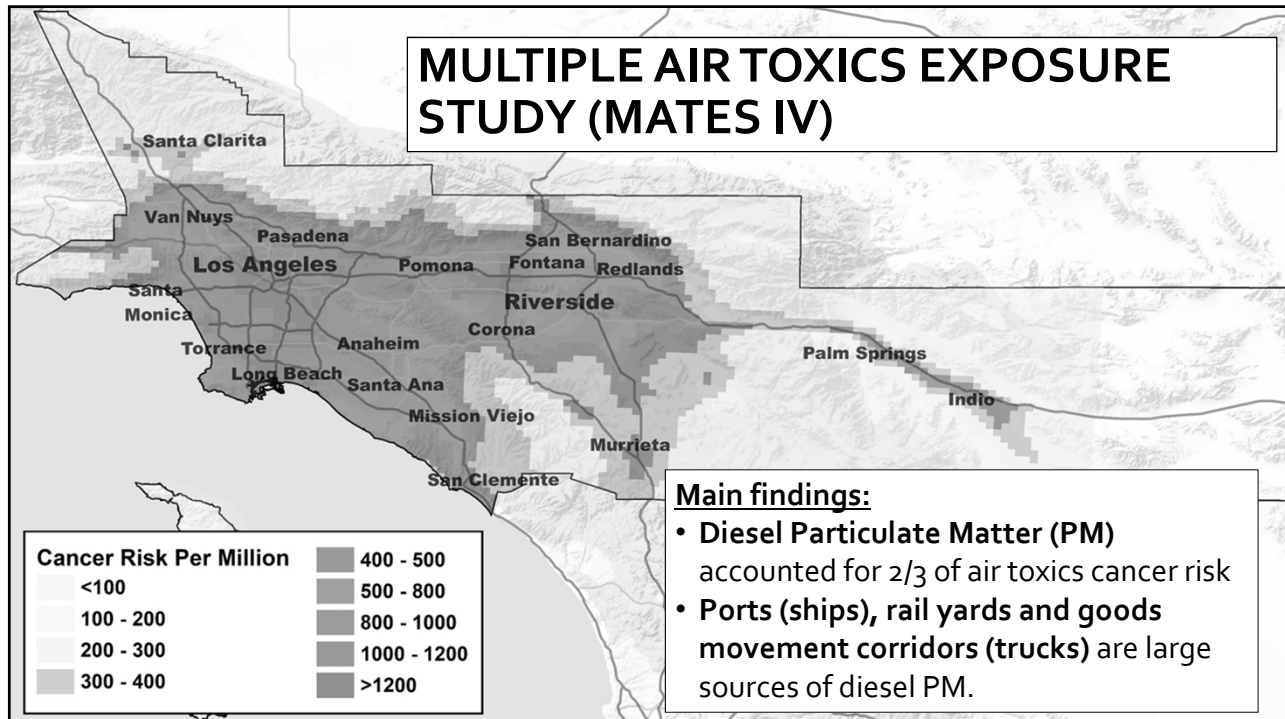 MULTIPLE AIR TOXICS EXPOSURE
STUDY (MATES IV)
Santa Clarita
Van Nuys
Pasadena
San Bernardino
Los Angeles
Pomona
Fontana
Redlands
Santa
Monica
Riverside
Corona
Torrance
Anaheim
Palm Springs
Long Beach
Santa Ana
Indio
Mission Viejo
Murrieta
San Clemente
Cancer Risk Per Million
<100
100 - 200
200 - 300
300 - 400
400 - 500
500 - 800
800 - 1000
1000 - 1200
>1200
Main findings:
• Diesel Particulate Matter (PM)
accounted for 2/3 of air toxics cancer risk
• Ports (ships), rail yards and goods
movement corridors (trucks) are large
sources of diesel PM.